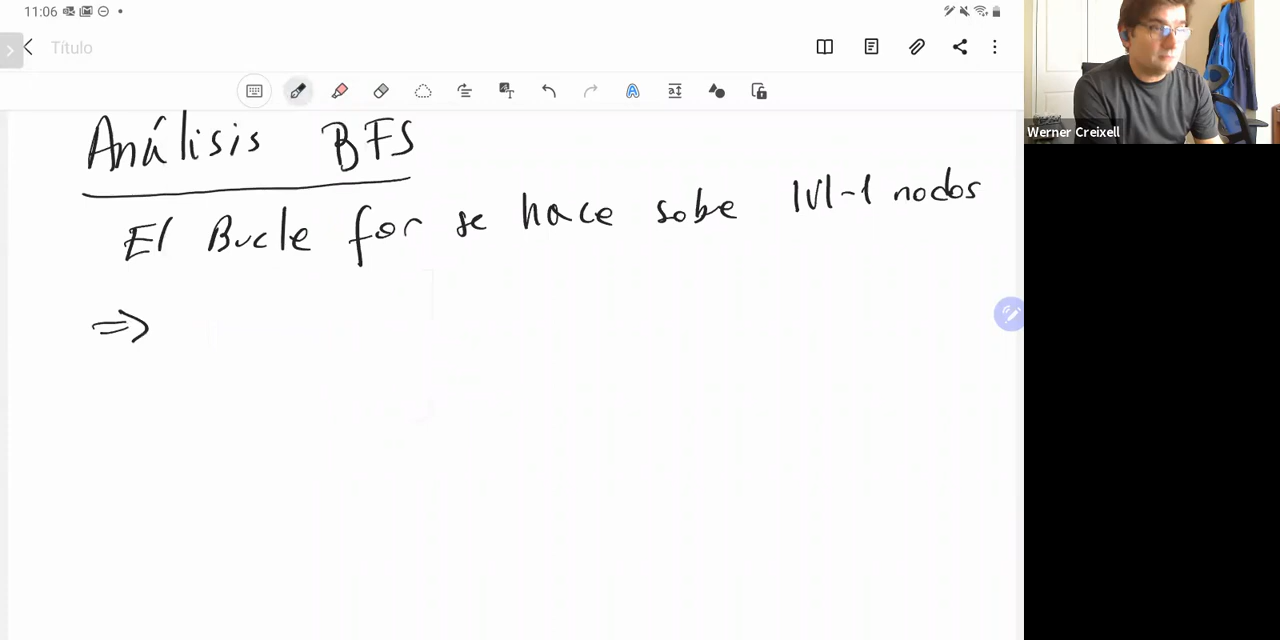 11:06
Título
Análisis BFS
El Bucle for se hace sobe |V|-1 nodos
=>
Werner Creixell